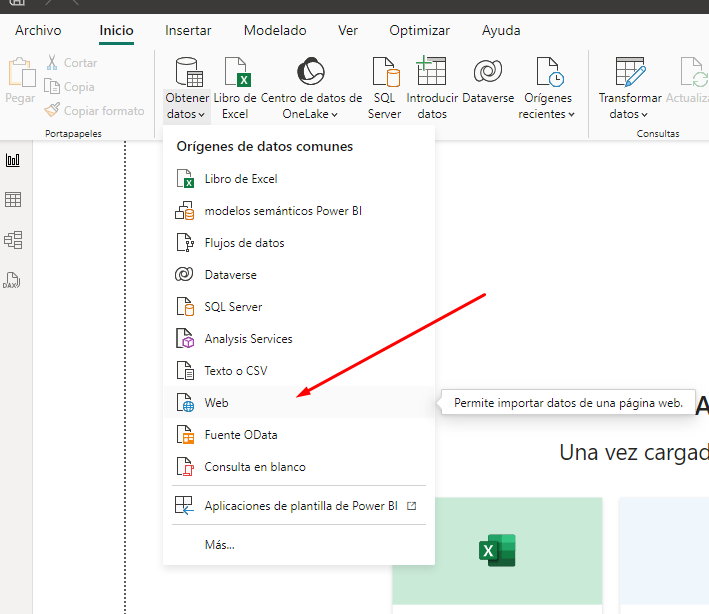 Archivo Inicio Insertar Modelado Ver Optimizar Ayuda
Pegar
Cortar
Copia
Copiar formato
Portapapeles
Obtener datos
Libro de Excel
Centro de datos de OneLake
SQL Server
Introducir datos
Dataverse
Orígenes recientes
Transformar datos
Actualiza
Consultas
Orígenes de datos comunes
Libro de Excel
modelos semánticos Power BI
Flujos de datos
Dataverse
SQL Server
Analysis Services
Texto o CSV
Web
Permite importar datos de una página web.
Fuente OData
Consulta en blanco
Aplicaciones de plantilla de Power BI
Más...
A
Una vez cargad
DAX
X
X
X